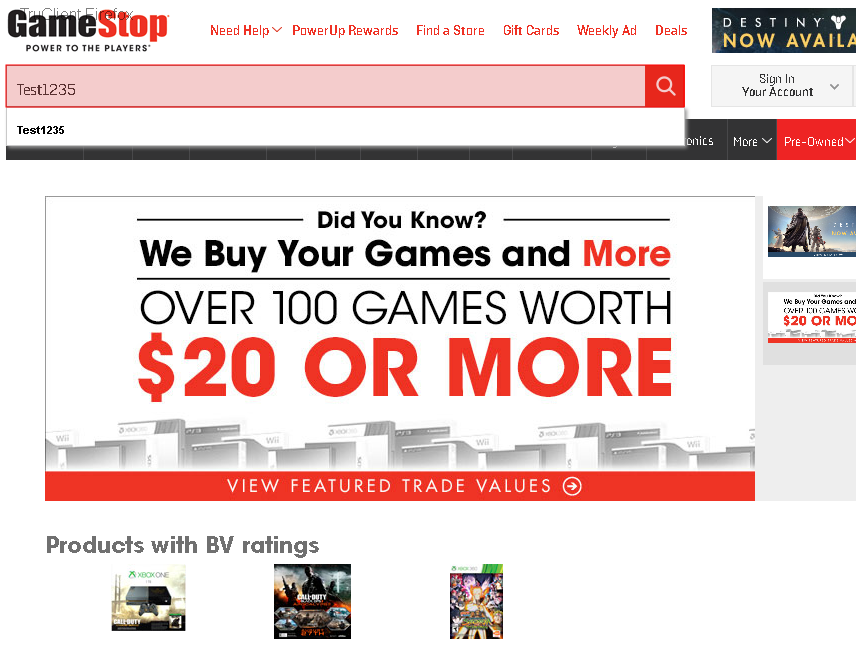 TruClient Firefox
GameStop
POWER TO THE PLAYERS
Need Help PowerUp Rewards Find a Store Gift Cards Weekly Ad Deals
DESTINY
NOW AVAILA
Test1235
Sign In
Your Account
Test1235
onics More Pre-Owned
Did You Know?
We Buy Your Games and More
OVER 100 GAMES WORTH
$20 OR MORE
VIEW FEATURED TRADE VALUES
We Buy Your Games and
OVER 100 GAMES WO
$20 OR MO
Products with BV ratings
XBOX ONE
CALL OF DUTY
XBOX 360
CALL DUTY
27TH